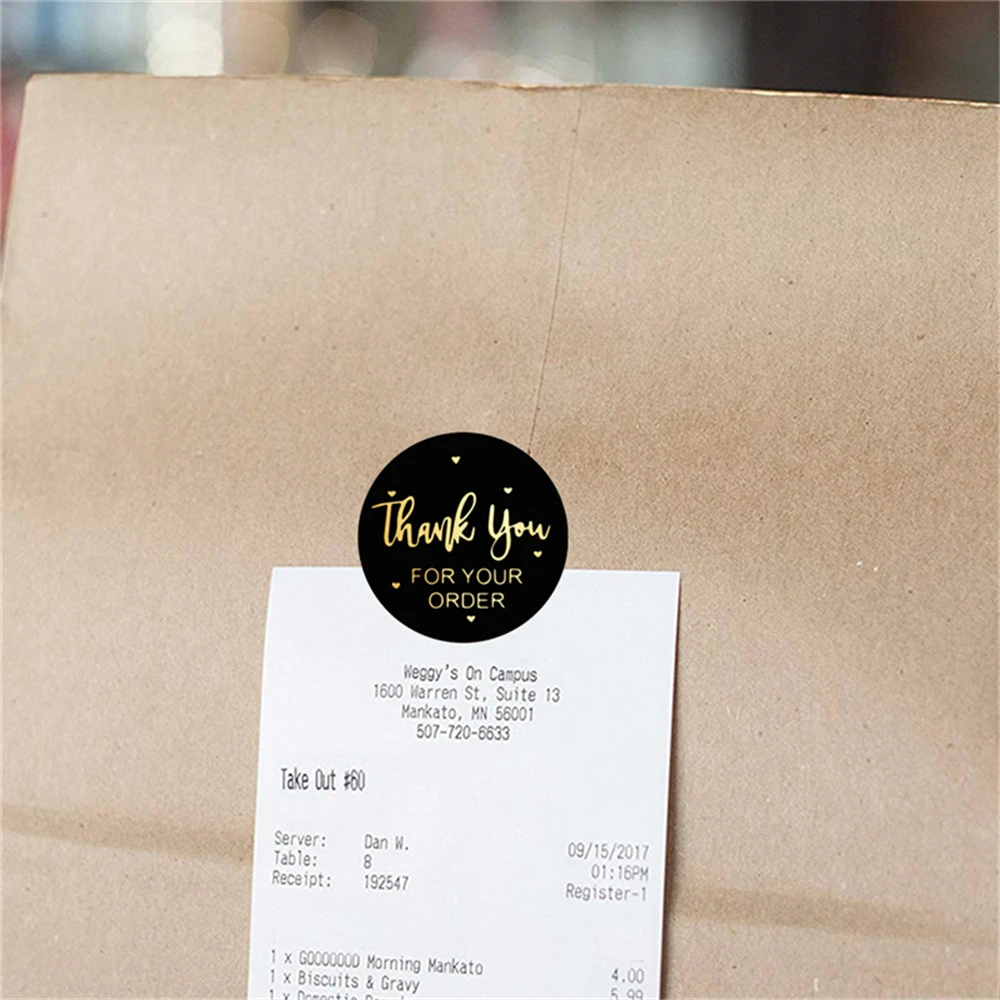 Thank You
FOR YOUR
ORDER
Weggy's On Campus
1600 Warren St, Suite 13
Mankato, MN 56001
507-720-6633
Take Out #60
Server: Dan W.
09/15/2017
Table: 8
01:16PM
Receipt: 192547
Register-1
1 x GOOOOOOD Morning Mankato 4.00
1 x Biscuits & Gravy 5.99
1 x Domestic